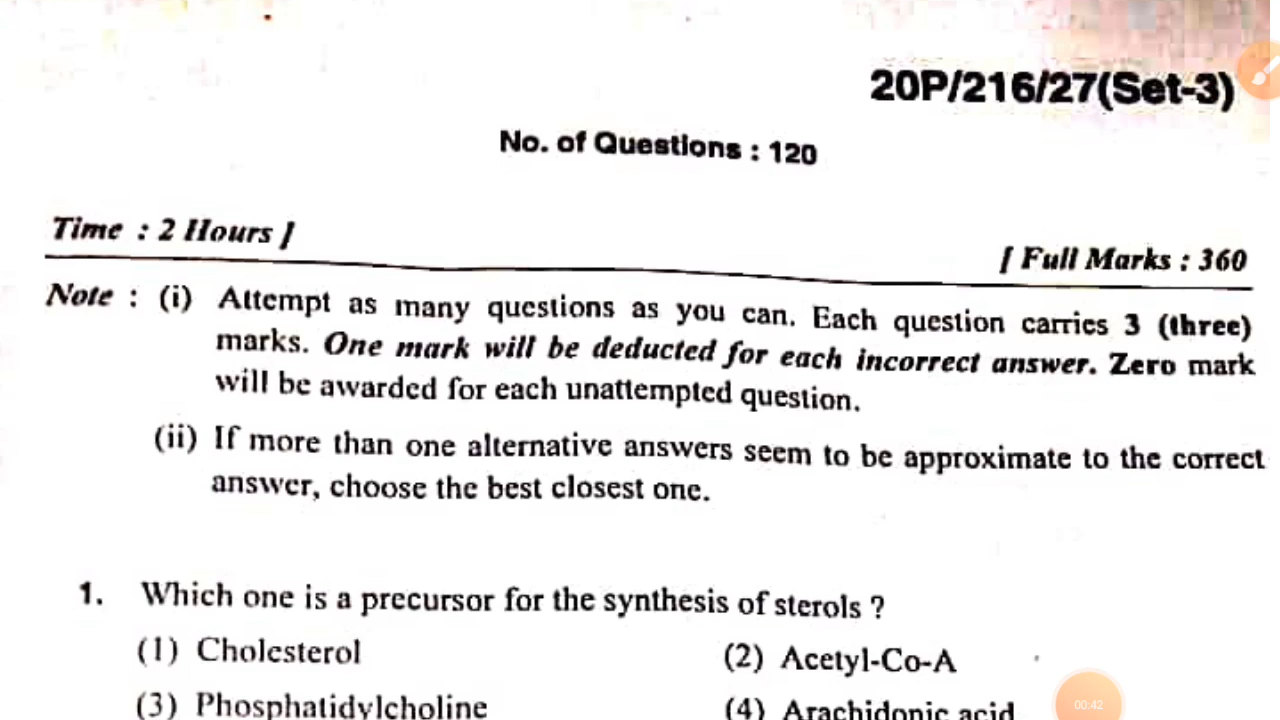 20P/216/27(Set-3)
No. of Questions : 120
Time : 2 Hours ]
[ Full Marks : 360
Note : (i) Attempt as many questions as you can. Each question carries 3 (three)
marks. One mark will be deducted for each incorrect answer. Zero mark
will be awarded for each unattempted question.
(ii) If more than one alternative answers seem to be approximate to the correct
answer, choose the best closest one.
1. Which one is a precursor for the synthesis of sterols ?
(1) Cholesterol (2) Acetyl-Co-A
(3) Phosphatidylcholine (4) Arachidonic acid
00:42